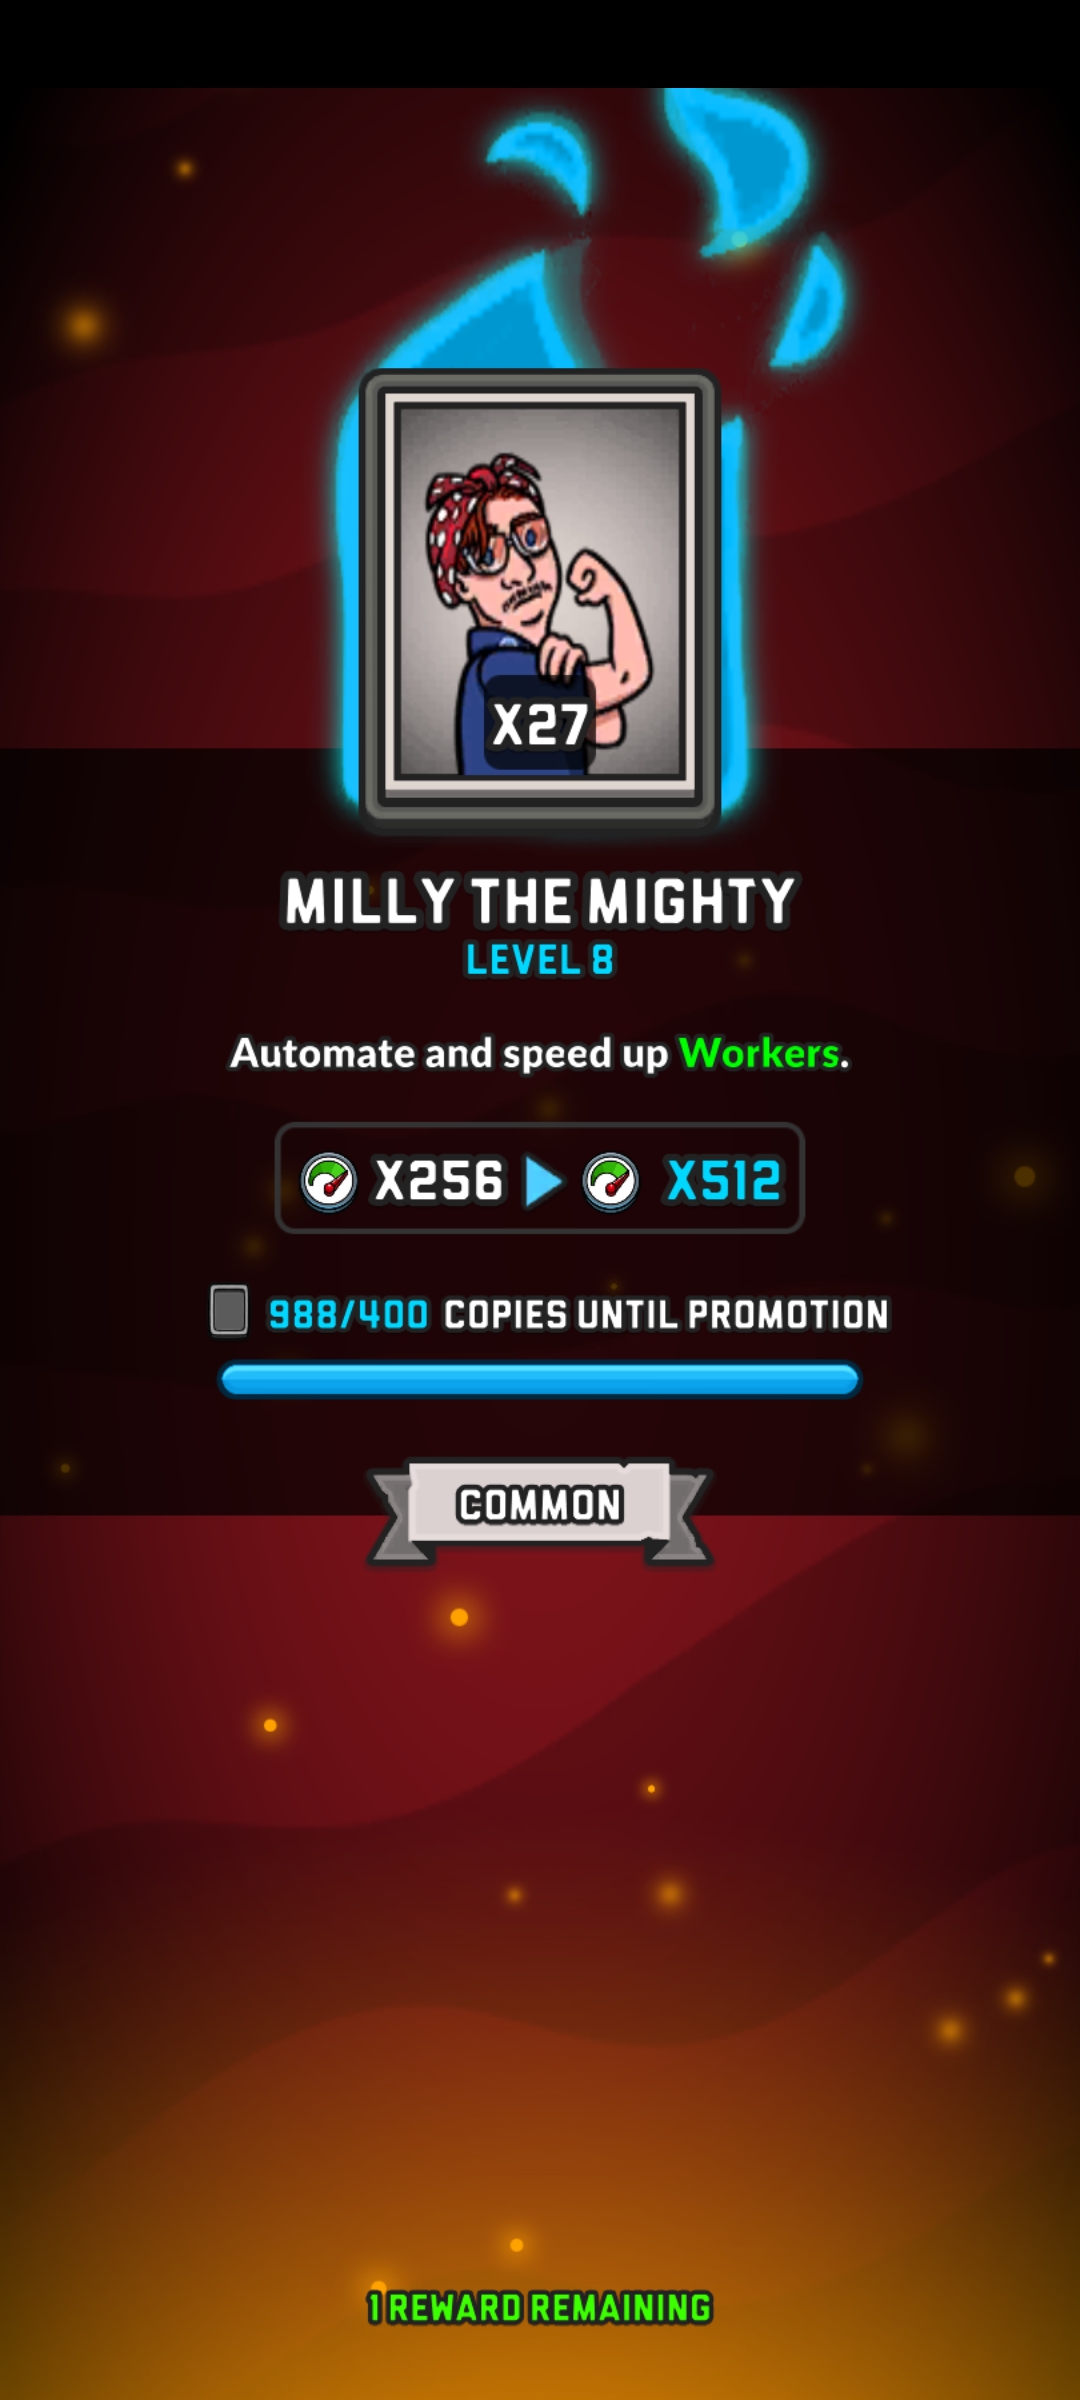 X27
MILLY THE MIGHTY
LEVEL 8
Automate and speed up Workers.
X256 X512
988/400 COPIES UNTIL PROMOTION
COMMON
1 REWARD REMAINING